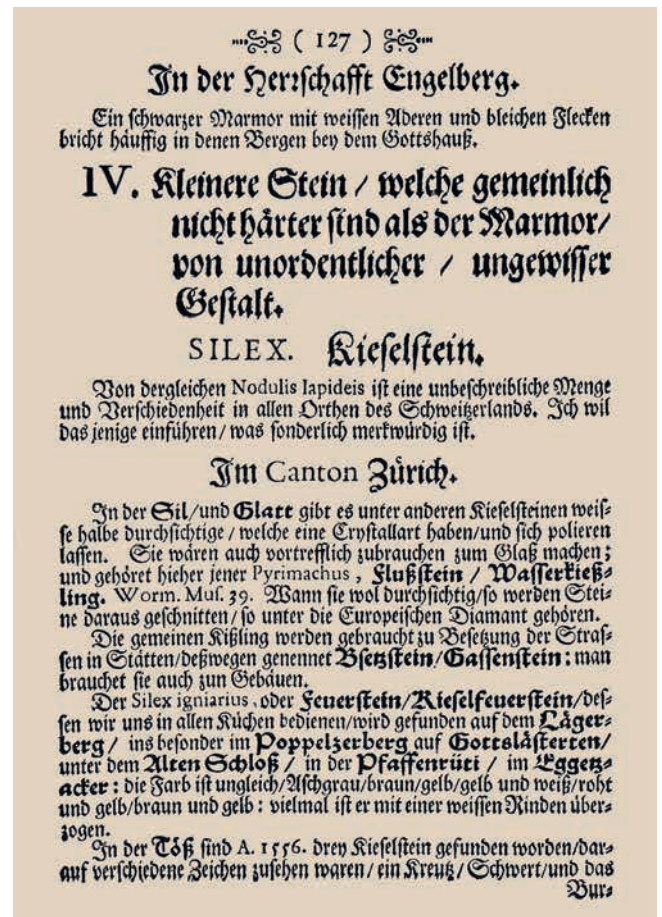 ( 127 )
In der Herrschafft Engelberg.
Ein schwarzer Marmor mit weissen Aderen und bleichen Flecken
bricht häuffig in denen Bergen bey dem Gottshauß.
IV. Kleinere Stein / welche gemeinlich
nicht härter sind als der Marmor/
von unordentlicher / ungewisser
Gestalt.
SILEX. Kieselstein.
Von dergleichen Nodulis lapideis ist eine unbeschreibliche Menge
und Verschiedenheit in allen Orthen des Schweitzerlands. Ich wil
das jenige einführen / was sonderlich merkwürdig ist.
Im Canton Zürich.
In der Sil/und Glatt gibt es unter anderen Kieselsteinen weis-
se halbe durchsichtige / welche eine Crystallart haben/und sich polieren
lassen. Sie wären auch vortrefflich zubrauchen zum Glaß machen;
und gehöret hieher jener Pyrimachus, Flußstein / Wasserkieß-
ling. Worm. Mus. 39. Wann sie wol durchsichtig/so werden Stei-
ne daraus geschnitten / so unter die Europeischen Diamant gehören.
Die gemeinen Kißling werden gebraucht zu Besetzung der Stras-
sen in Stätten/deßwegen genennet Bsetzstein/Gassenstein: man
brauchet sie auch zun Gebäuen.
Der Silex igniarius, oder Feuerstein/Kieselfeuerstein/des-
sen wir uns in allen Küchen bedienen/wird gefunden auf dem Läger-
berg / ins besonder im Poppelzerberg auf Gottslästerten/
unter dem Alten Schloß / in der Pfaffenrüti / im Eggetz-
acker: die Farb ist ungleich/Aschgrau/braun/gelb/gelb und weiß/roht
und gelb/braun und gelb: vielmal ist er mit einer weissen Rinden über-
zogen.
In der Töß sind A. 1556. drey Kieselstein gefunden worden/dar-
auf verschiedene Zeichen zusehen waren / ein Kreutz / Schwert/und das
Bur-